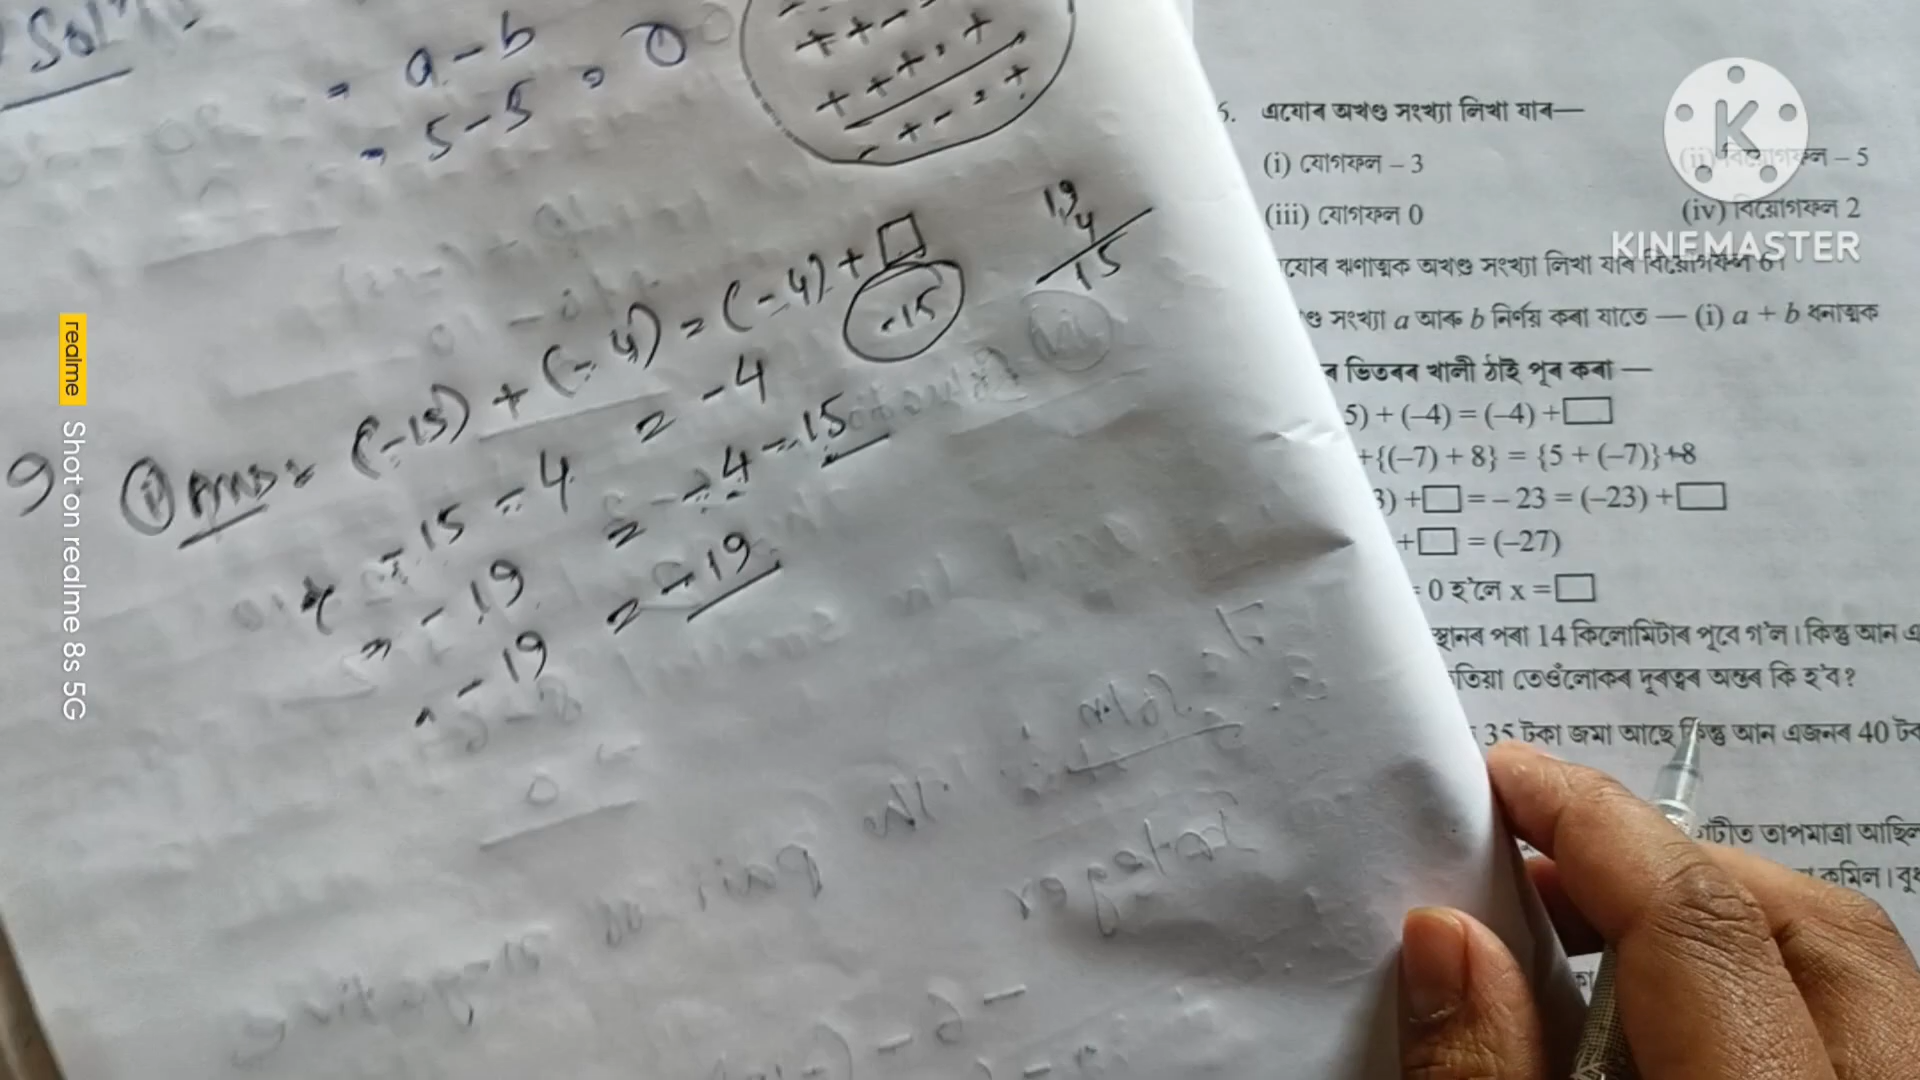 Soln
= a - b
= 5 - 5 = 0
+ + -
+ + + . +
- + - = +
9 (i) Ans: (-15) + (-4) = (-4) + □
-15
19
4
15
-15 - 4 = -4
= -19 = -4 - 15
= -19 = -19
6. এযোৰ অখণ্ড সংখ্যা লিখা যাৰ—
(i) যোগফল – 3 (ii) বিয়োগফল – 5
(iii) যোগফল 0 (iv) বিয়োগফল 2
যোৰ ঋণাত্মক অখণ্ড সংখ্যা লিখা যাৰ বিয়োগফল 6।
ণ্ড সংখ্যা a আৰু b নিৰ্ণয় কৰা যাতে — (i) a + b ধনাত্মক
ৰ ভিতৰৰ খালী ঠাই পূৰ কৰা —
5) + (–4) = (–4) + □
+{(–7) + 8} = {5 + (–7)}+8
3) + □ = – 23 = (–23) + □
+ □ = (–27)
= 0 হ'লে x = □
স্থানৰ পৰা 14 কিলোমিটাৰ পূবে গ'ল। কিন্তু আন এ
তিয়া তেওঁলোকৰ দূৰত্বৰ অন্তৰ কি হ'ব?
35 টকা জমা আছে কিন্তু আন এজনৰ 40 টক
তাপমাত্ৰা আছিল
কমিল। বুধ
KINEMASTER
realme Shot on realme 8s 5G